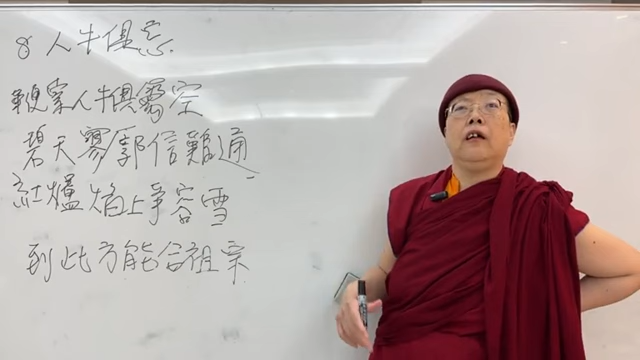 8 人牛俱忘
鞭索人牛俱屬空
碧天寥郭信難通
紅爐焰上爭容雪
到此方能合祖宗